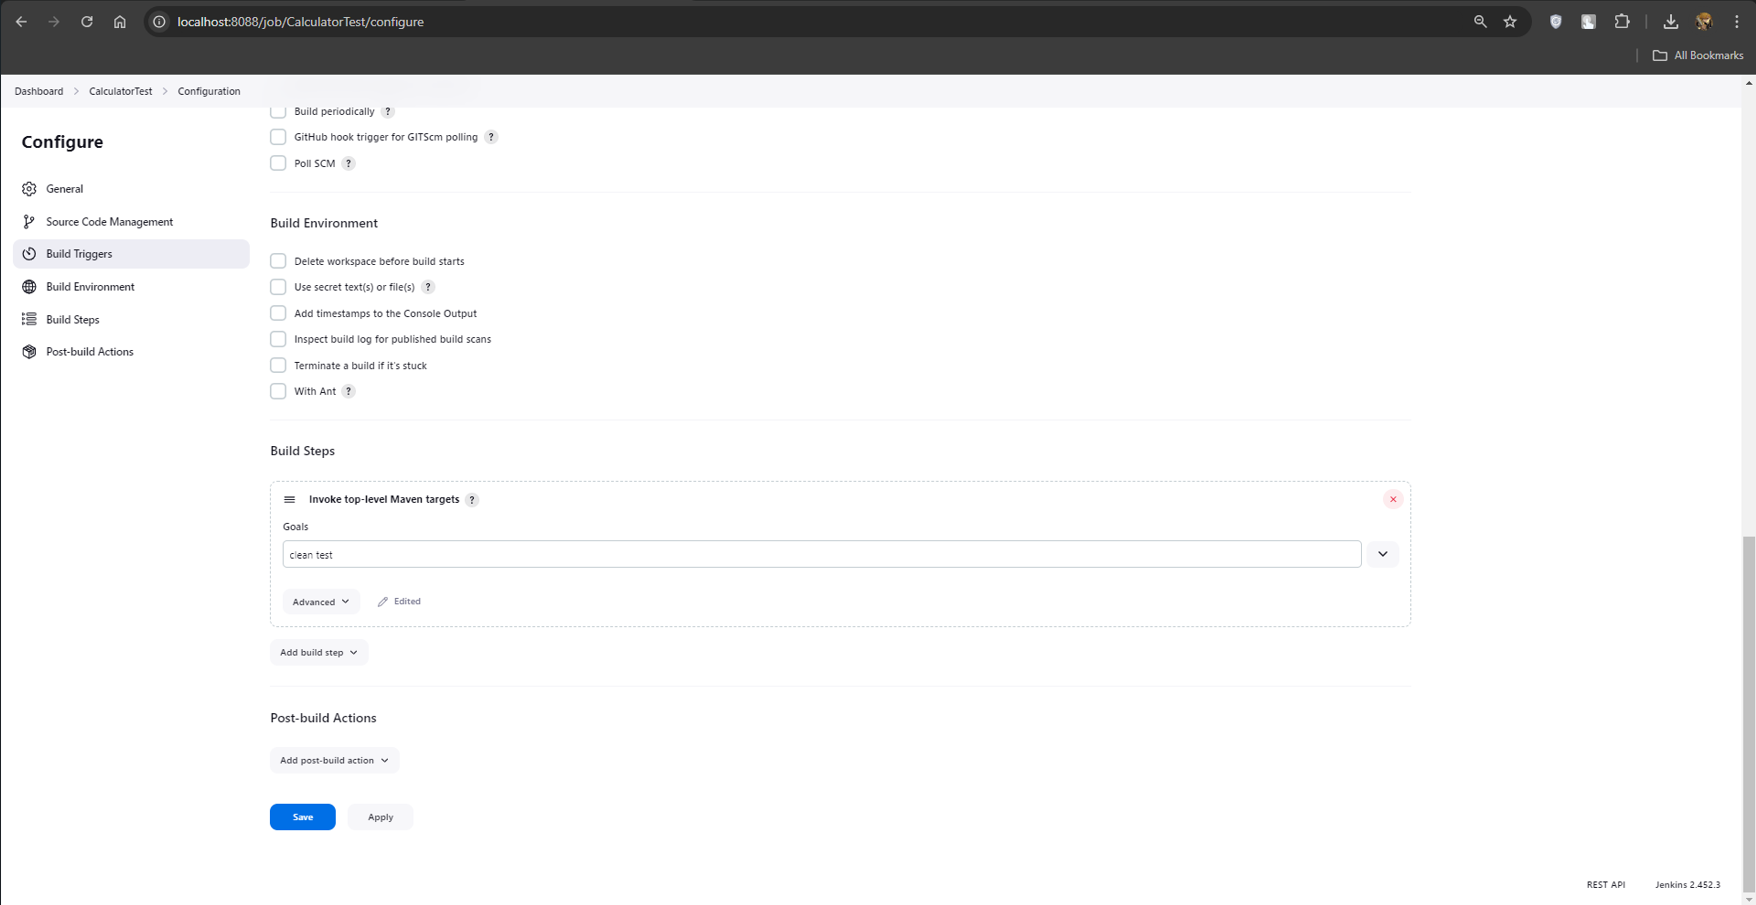 localhost:8088/job/CalculatorTest/configure
All Bookmarks
Dashboard > CalculatorTest > Configuration
Configure
General
Source Code Management
Build Triggers
Build Environment
Build Steps
Post-build Actions
Build periodically ?
GitHub hook trigger for GITScm polling ?
Poll SCM ?
Build Environment
Delete workspace before build starts
Use secret text(s) or file(s) ?
Add timestamps to the Console Output
Inspect build log for published build scans
Terminate a build if it's stuck
With Ant ?
Build Steps
Invoke top-level Maven targets ?
Goals
clean test
Advanced
Edited
Add build step
Post-build Actions
Add post-build action
Save
Apply
REST API
Jenkins 2.452.3